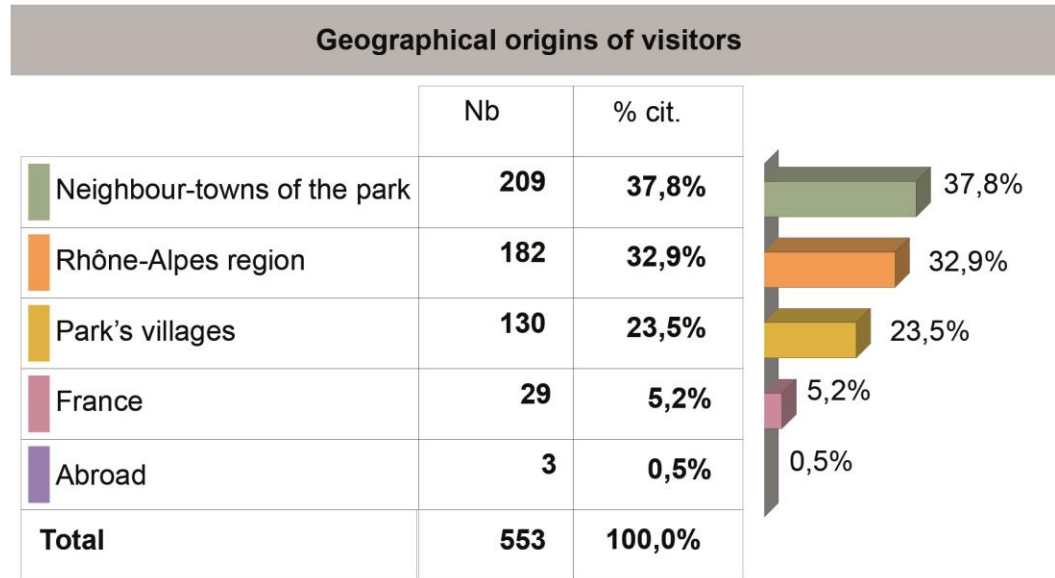 Geographical origins of visitors
Nb % cit.
Neighbour-towns of the park 209 37,8% 37,8%
Rhône-Alpes region 182 32,9% 32,9%
Park’s villages 130 23,5% 23,5%
France 29 5,2% 5,2%
Abroad 3 0,5% 0,5%
Total 553 100,0%